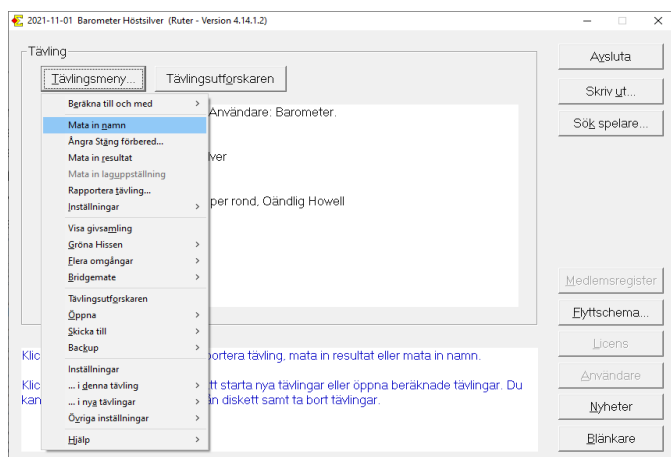 2021-11-01 Barometer Höstsilver (Ruter - Version 4.14.1.2)
Tävling
Tävlingsmeny...
Tävlingsutforskaren
Beräkna till och med
Mata in namn
Ångra Stäng förbered...
Mata in resultat
Mata in laguppställning
Rapportera tävling...
Inställningar
Visa givsamling
Gröna Hissen
Flera omgångar
Bridgemate
Tävlingsutforskaren
Öppna
Skicka till
Backup
Inställningar
... i denna tävling
... i nya tävlingar
Övriga inställningar
Hjälp
Användare: Barometer.
lver
per rond, Oändlig Howell
Klic
portera tävling, mata in resultat eller mata in namn.
Klic
tt starta nya tävlingar eller öppna beräknade tävlingar. Du
kan
ån diskett samt ta bort tävlingar.
Avsluta
Skriv ut...
Sök spelare...
Medlemsregister
Flyttschema...
Licens
Användare
Nyheter
Blänkare